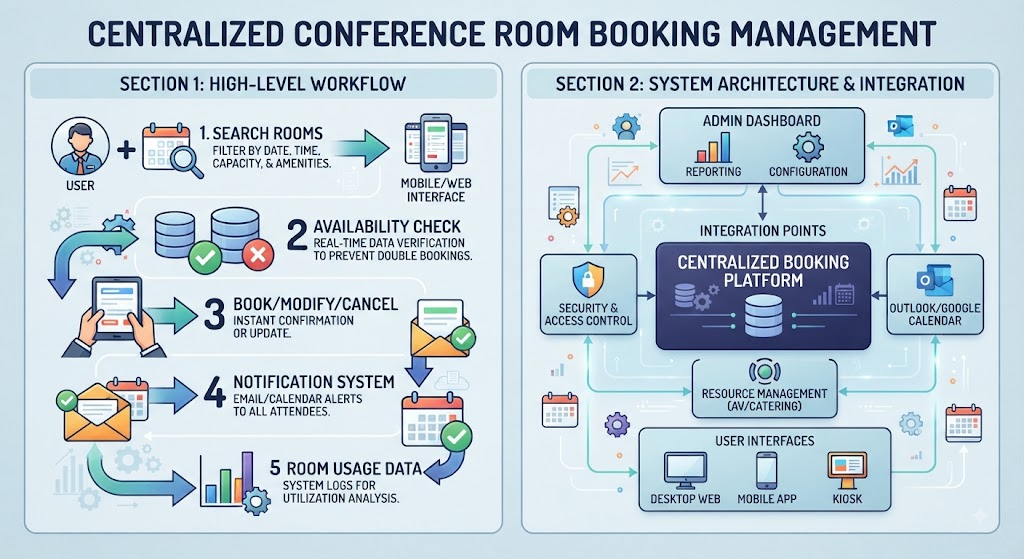 CENTRALIZED CONFERENCE ROOM BOOKING MANAGEMENT
SECTION 1: HIGH-LEVEL WORKFLOW
USER
1. SEARCH ROOMS
FILTER BY DATE, TIME,
CAPACITY, & AMENITIES.
MOBILE/WEB
INTERFACE
2 AVAILABILITY CHECK
REAL-TIME DATA VERIFICATION
TO PREVENT DOUBLE BOOKINGS.
3 BOOK/MODIFY/CANCEL
INSTANT CONFIRMATION
OR UPDATE.
4 NOTIFICATION SYSTEM
EMAIL/CALENDAR ALERTS
TO ALL ATTENDEES.
5 ROOM USAGE DATA
SYSTEM LOGS FOR
UTILIZATION ANALYSIS.
SECTION 2: SYSTEM ARCHITECTURE & INTEGRATION
ADMIN DASHBOARD
REPORTING
CONFIGURATION
INTEGRATION POINTS
CENTRALIZED BOOKING
PLATFORM
SECURITY &
ACCESS CONTROL
OUTLOOK/GOOGLE
CALENDAR
RESOURCE MANAGEMENT
(AV/CATERING)
USER INTERFACES
DESKTOP WEB
MOBILE APP
KIOSK